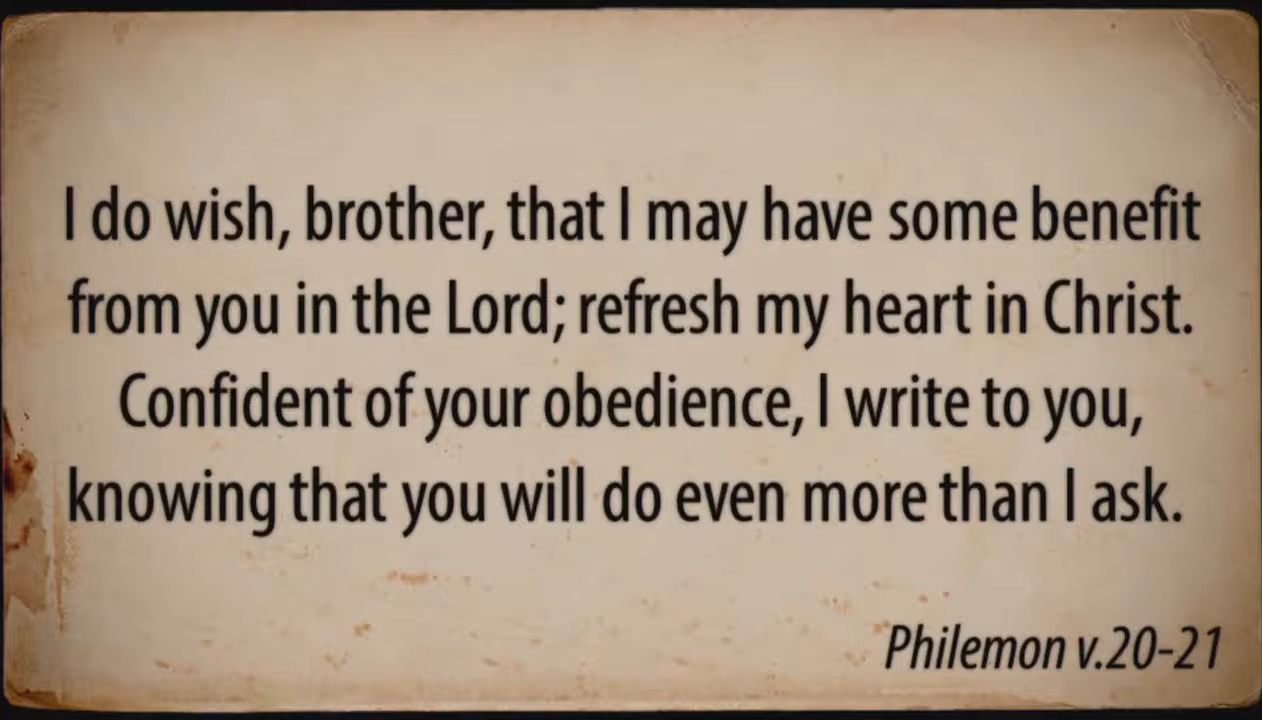 I do wish, brother, that I may have some benefit
from you in the Lord; refresh my heart in Christ.
Confident of your obedience, I write to you,
knowing that you will do even more than I ask.
Philemon v.20-21